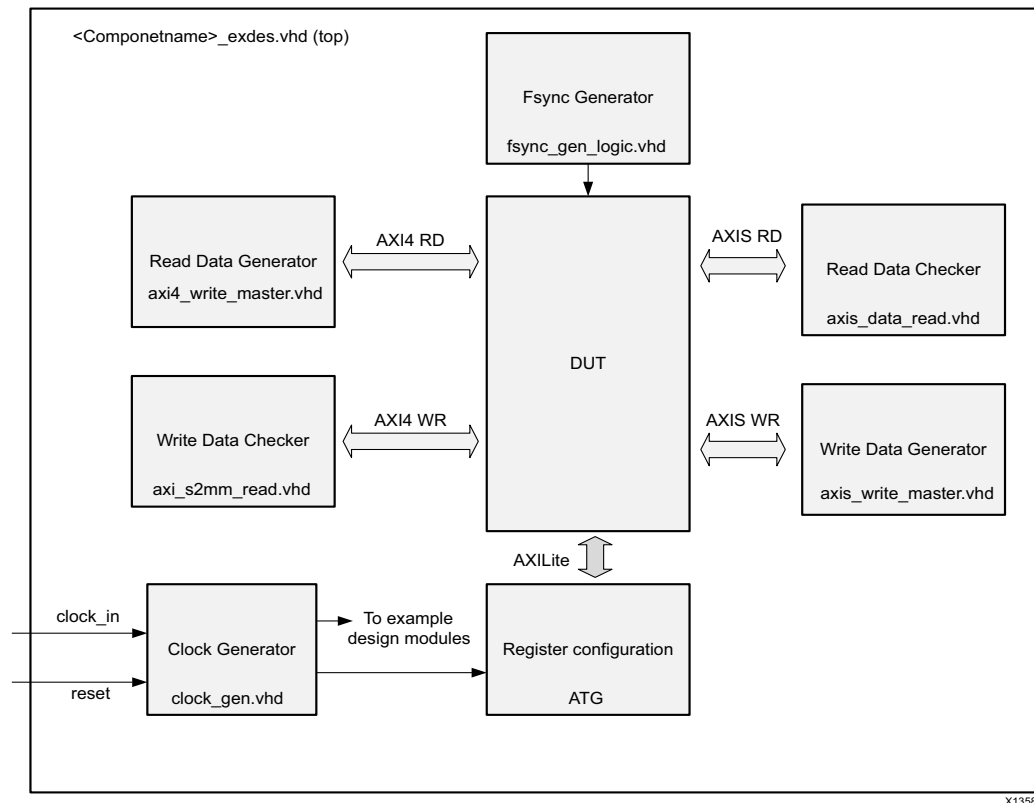 <Componetname>_exdes.vhd (top)
Fsync Generator
fsync_gen_logic.vhd
Read Data Generator
axi4_write_master.vhd
AXI4 RD
AXIS RD
Read Data Checker
axis_data_read.vhd
DUT
Write Data Checker
axi_s2mm_read.vhd
AXI4 WR
AXIS WR
Write Data Generator
axis_write_master.vhd
AXILite
clock_in
reset
Clock Generator
clock_gen.vhd
To example
design modules
Register configuration
ATG